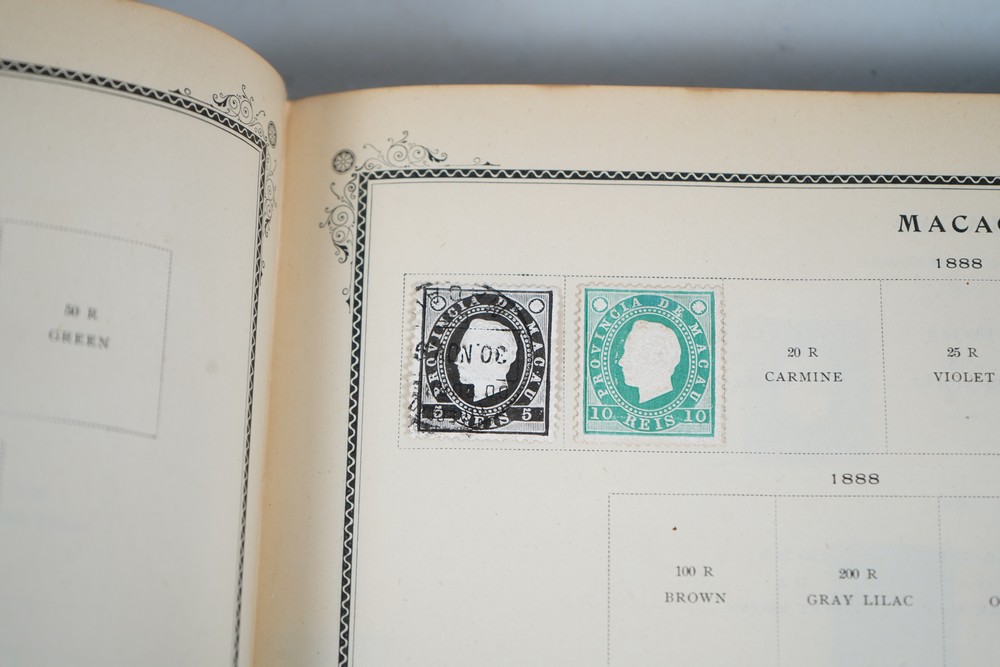 50 R
GREEN
MACAO
1888
PROVINCIA DE MACAU
5 REIS 5
PROVINCIA DE MACAU
10 REIS 10
20 R
CARMINE
25 R
VIOLET
1888
100 R
BROWN
200 R
GRAY LILAC